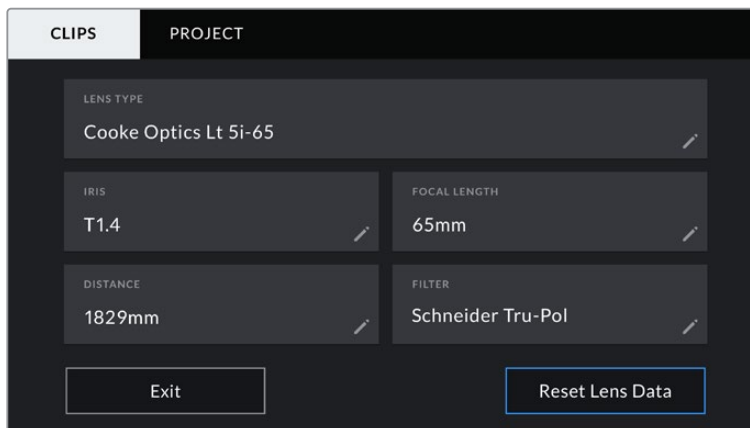 CLIPS PROJECT
LENS TYPE
Cooke Optics Lt 5i-65
IRIS FOCAL LENGTH
T1.4 65mm
DISTANCE FILTER
1829mm Schneider Tru-Pol
Exit Reset Lens Data